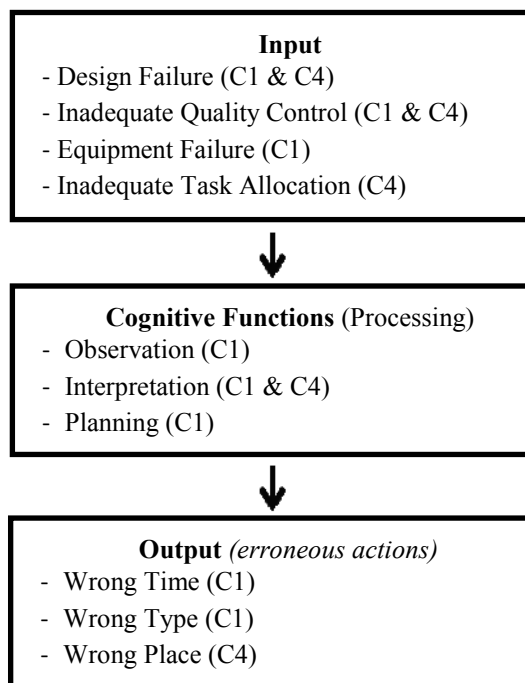 Input
- Design Failure (C1 & C4)
- Inadequate Quality Control (C1 & C4)
- Equipment Failure (C1)
- Inadequate Task Allocation (C4)
Cognitive Functions (Processing)
- Observation (C1)
- Interpretation (C1 & C4)
- Planning (C1)
Output (erroneous actions)
- Wrong Time (C1)
- Wrong Type (C1)
- Wrong Place (C4)